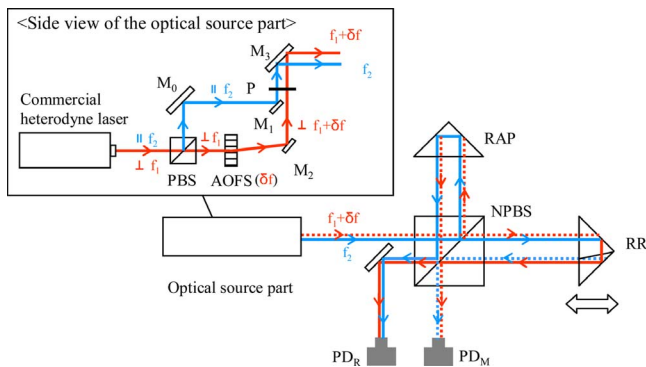 <Side view of the optical source part>
M3
f1+δf
f2
M0
P
∥ f2
Commercial
heterodyne laser
M1
⊥ f1+δf
∥ f2
⊥ f1
⊥ f1
M2
PBS
AOFS (δf)
RAP
NPBS
f1+δf
f2
RR
Optical source part
PDR
PDM